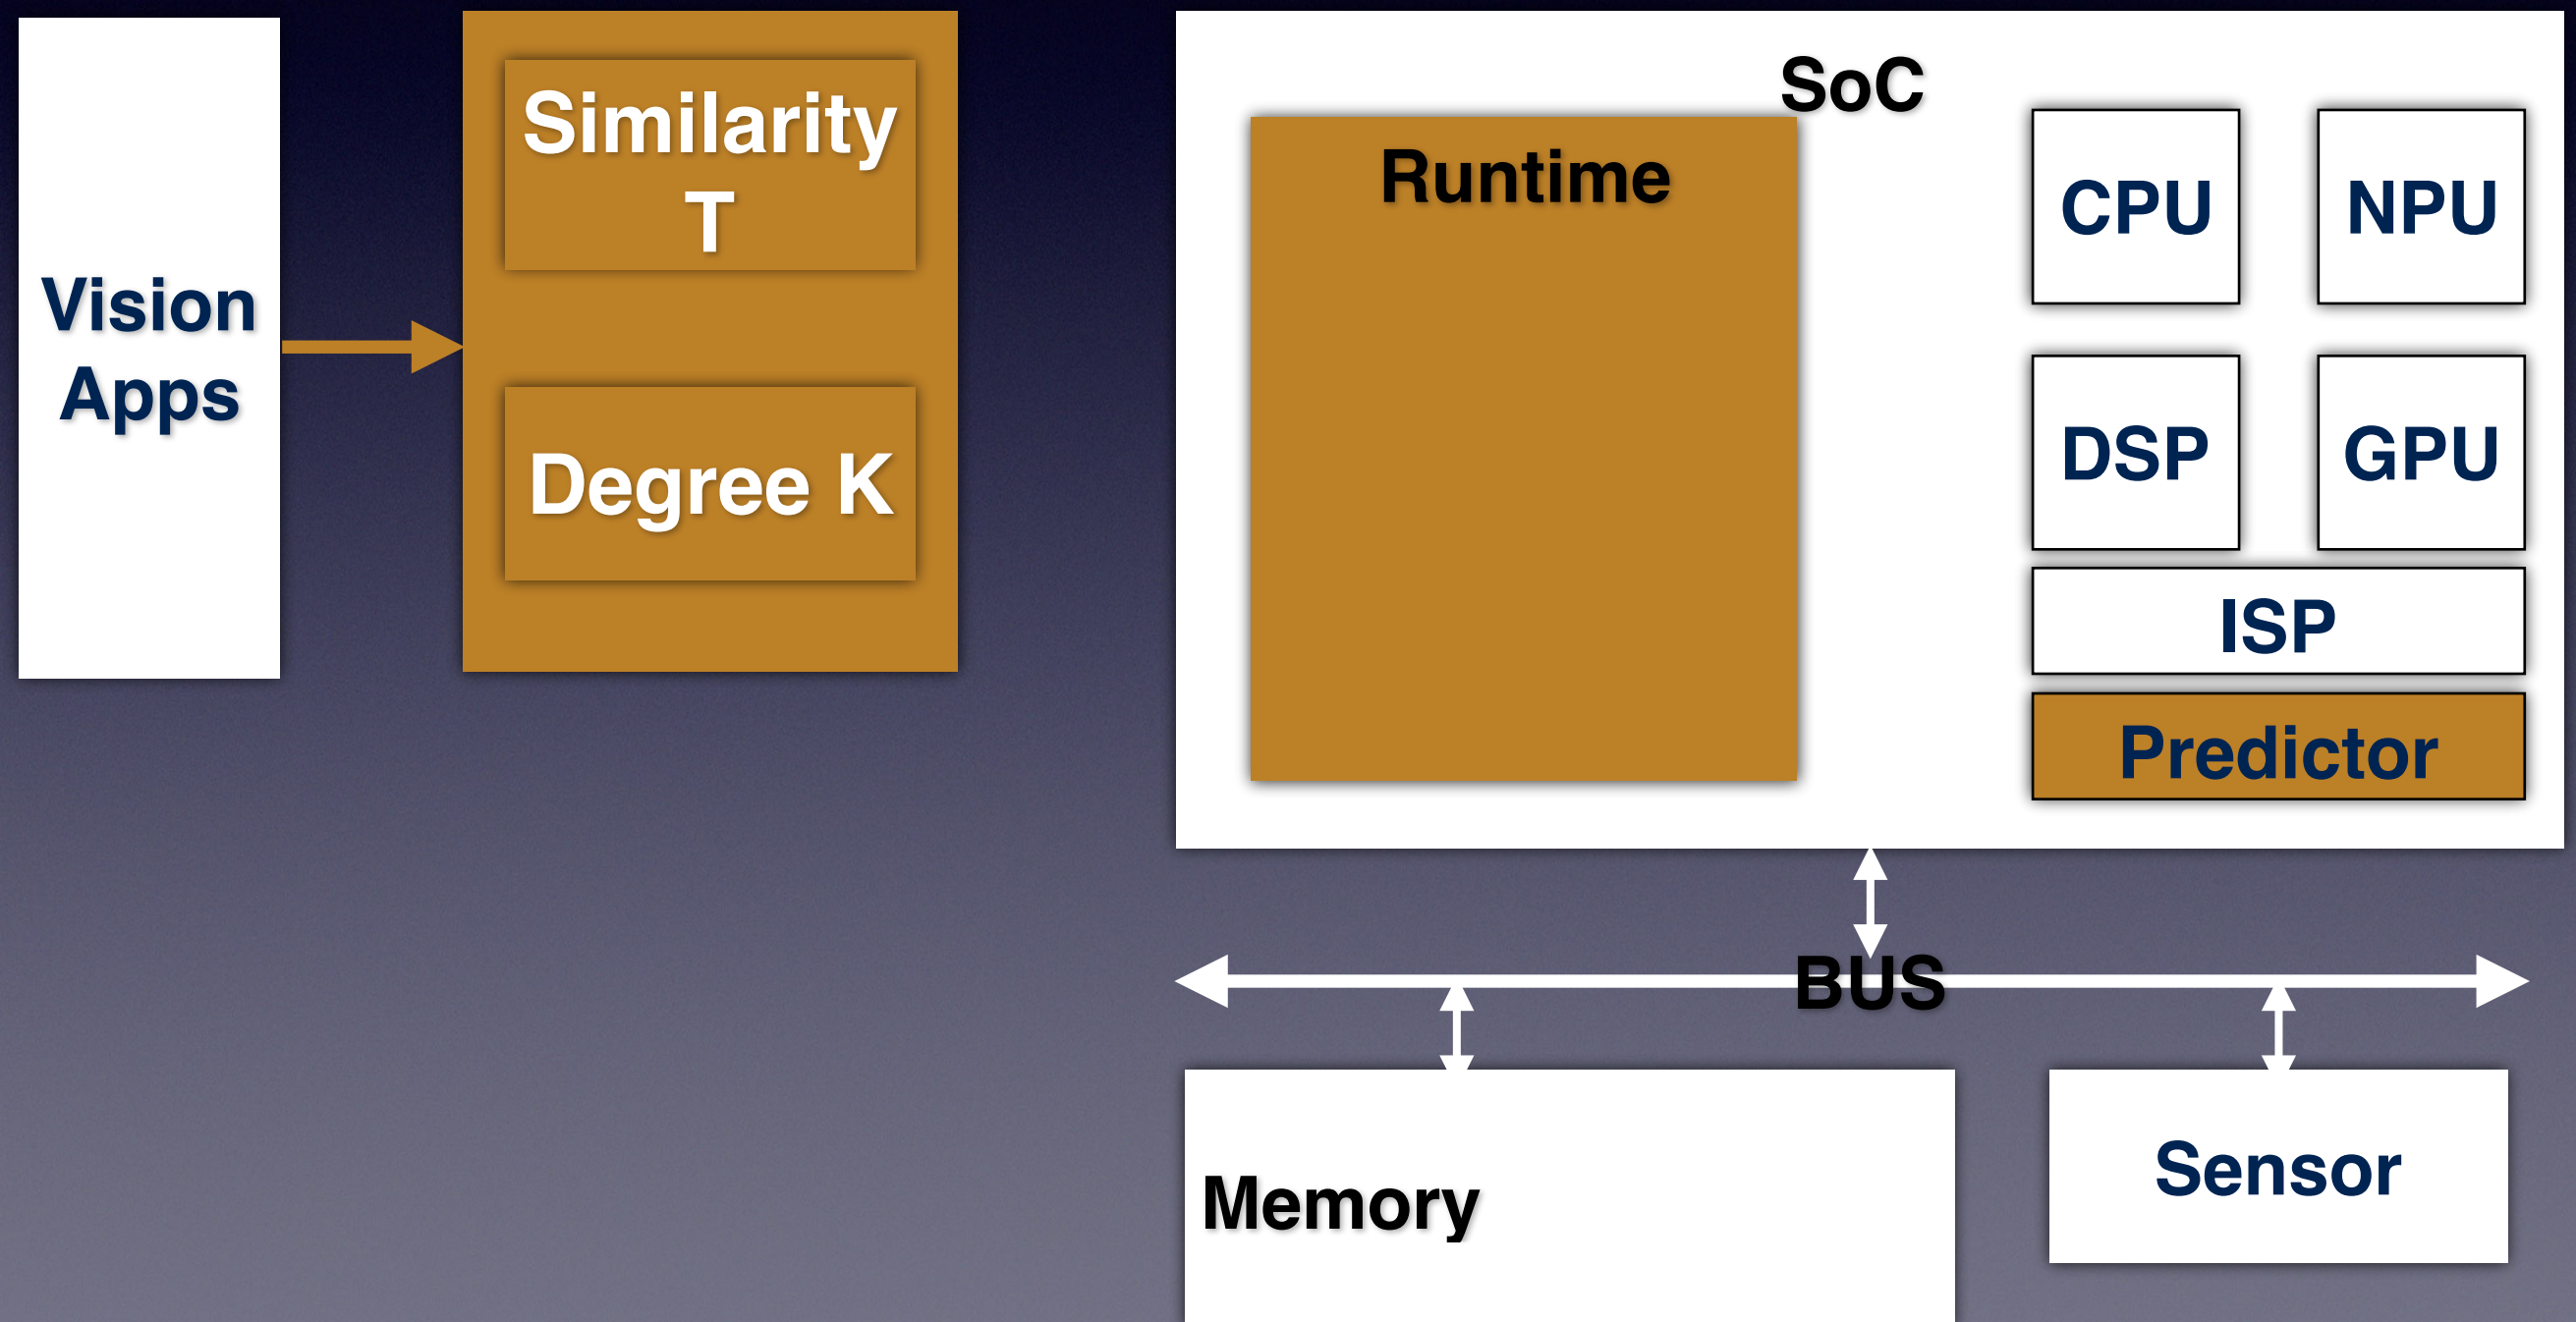 Vision
Apps
Similarity
T
Degree K
SoC
Runtime
CPU
NPU
DSP
GPU
ISP
Predictor
BUS
Memory
Sensor